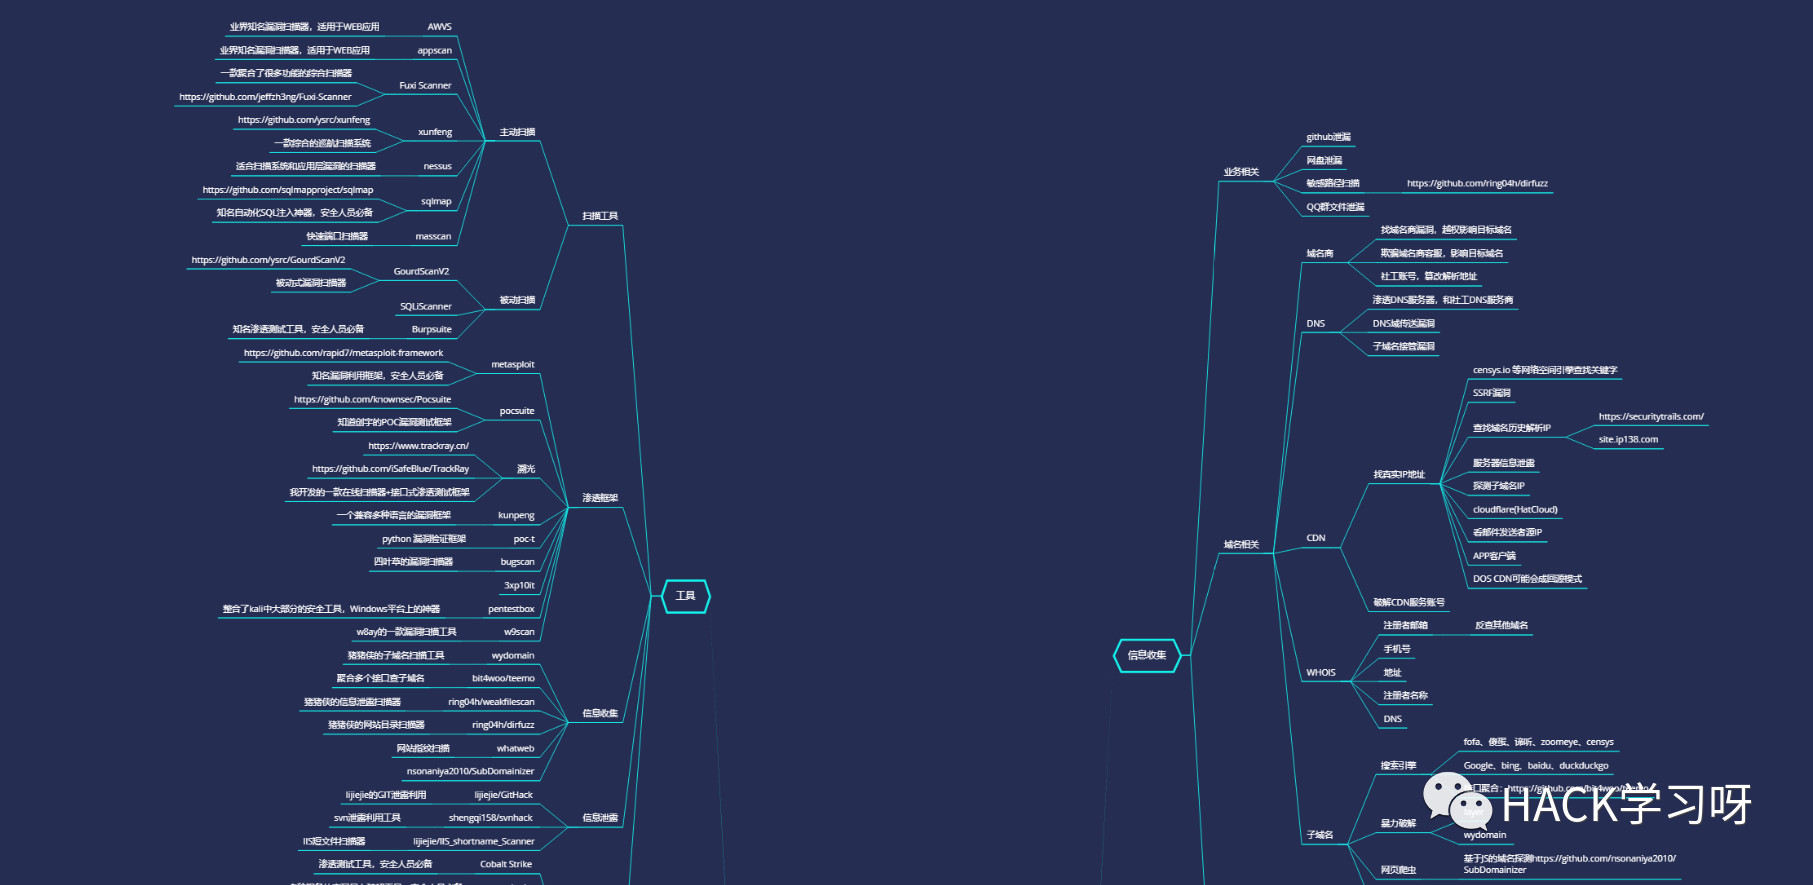 业界知名漏洞扫描器，适用于WEB应用
AWVS
业界知名漏洞扫描器，适用于WEB应用
appscan
一款聚合了很多功能的综合扫描器
Fuxi Scanner
https://github.com/jeffzh3ng/Fuxi-Scanner
https://github.com/ysrc/xunfeng
xunfeng
一款综合的巡航扫描系统
主动扫描
适合扫描系统和应用层漏洞的扫描器
nessus
https://github.com/sqlmapproject/sqlmap
sqlmap
知名自动化SQL注入神器，安全人员必备
快速端口扫描器
masscan
扫描工具
https://github.com/ysrc/GourdScanV2
GourdScanV2
被动式漏洞扫描器
被动扫描
SQLiScanner
知名渗透测试工具，安全人员必备
Burpsuite
https://github.com/rapid7/metasploit-framework
metasploit
知名漏洞利用框架，安全人员必备
https://github.com/knownsec/Pocsuite
pocsuite
知道创宇的POC漏洞测试框架
https://www.trackray.cn/
https://github.com/iSafeBlue/TrackRay
溯光
我开发的一款在线扫描器+接口式渗透测试框架
渗透框架
一个兼容多种语言的漏洞框架
kunpeng
python 漏洞验证框架
poc-t
四叶草的漏洞扫描器
bugscan
3xp10it
整合了kali中大部分的安全工具，Windows平台上的神器
pentestbox
w8ay的一款漏洞扫描工具
w9scan
工具
猪猪侠的子域名扫描工具
wydomain
聚合多个接口查子域名
bit4woo/teemo
猪猪侠的信息泄露扫描器
ring04h/weakfilescan
信息收集
猪猪侠的网站目录扫描器
ring04h/dirfuzz
网站指纹扫描
whatweb
nsonaniya2010/SubDomainizer
lijiejie的GIT泄露利用
lijiejie/GitHack
svn泄露利用工具
shengqi158/svnhack
信息泄露
IIS短文件扫描器
lijiejie/IIS_shortname_Scanner
渗透测试工具，安全人员必备
Cobalt Strike
信息收集
业务相关
github泄漏
网盘泄漏
敏感路径扫描
https://github.com/ring04h/dirfuzz
QQ群文件泄漏
域名相关
域名商
找域名商漏洞，越权影响目标域名
欺骗域名商客服，影响目标域名
社工账号，篡改解析地址
DNS
渗透DNS服务器，和社工DNS服务商
DNS域传送漏洞
子域名接管漏洞
CDN
找真实IP地址
censys.io 等网络空间引擎查找关键字
SSRF漏洞
查找域名历史解析IP
https://securitytrails.com/
site.ip138.com
服务器信息泄露
探测子域名IP
cloudflare(HatCloud)
看邮件发送者源IP
APP客户端
DOS CDN可能会成回源模式
破解CDN服务账号
WHOIS
注册者邮箱
反查其他域名
手机号
地址
注册者名称
DNS
子域名
搜索引擎
fofa、傻蛋、谛听、zoomeye、censys
Google、bing、baidu、duckduckgo
口聚合：https://github.com/bit4woo/teemo
暴力破解
layer
wydomain
网页爬虫
基于JS的域名探测https://github.com/nsonaniya2010/
SubDomainizer
HACK学习呀